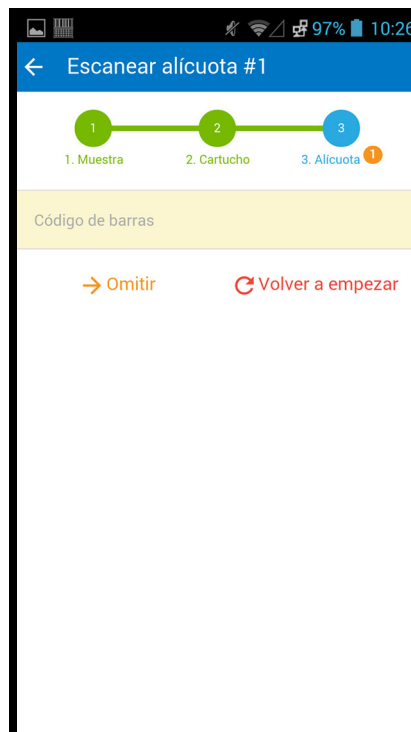 97% 10:26
Escanear alícuota #1
1 2 3
1. Muestra 2. Cartucho 3. Alícuota 1
Código de barras
Omitir Volver a empezar